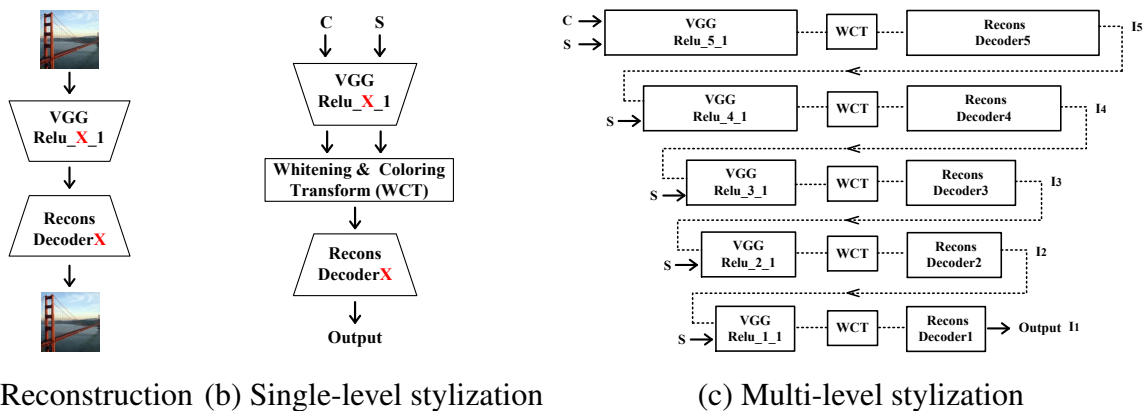 VGG
Relu_X_1
Recons
DecoderX
C S
VGG
Relu_X_1
Whitening & Coloring
Transform (WCT)
Recons
DecoderX
Output
C
S
VGG
Relu_5_1
WCT
Recons
Decoder5
I5
S
VGG
Relu_4_1
WCT
Recons
Decoder4
I4
S
VGG
Relu_3_1
WCT
Recons
Decoder3
I3
S
VGG
Relu_2_1
WCT
Recons
Decoder2
I2
S
VGG
Relu_1_1
WCT
Recons
Decoder1
Output I1
Reconstruction (b) Single-level stylization (c) Multi-level stylization